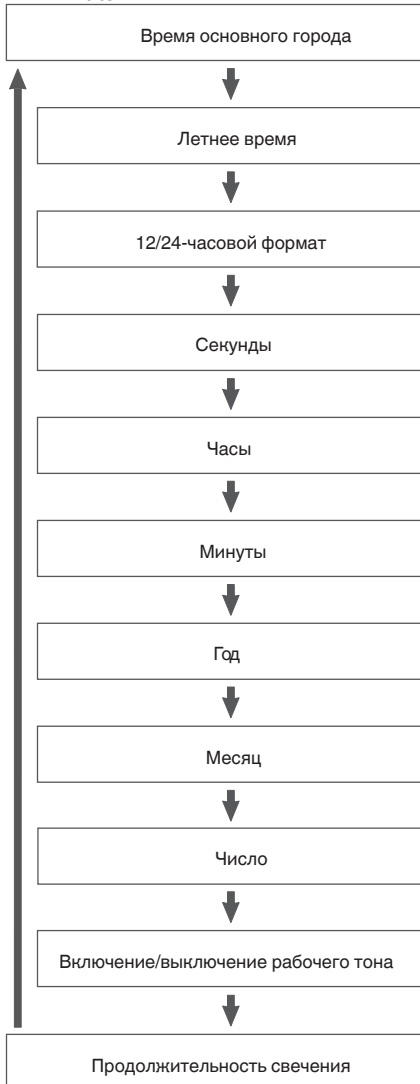 Время основного города
Летнее время
12/24-часовой формат
Секунды
Часы
Минуты
Год
Месяц
Число
Включение/выключение рабочего тона
Продолжительность свечения